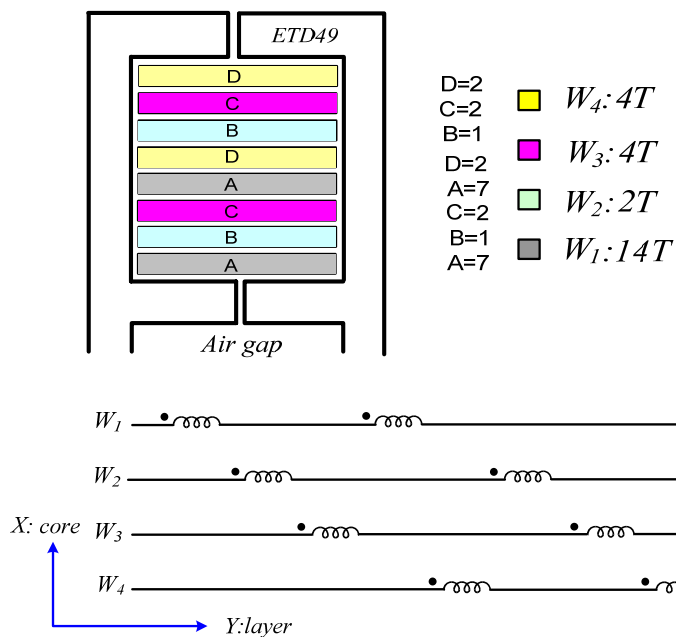 ETD49
D
C
B
D
A
C
B
A
Air gap
D=2
C=2
B=1
D=2
A=7
C=2
B=1
A=7
W₄:4T
W₃:4T
W₂:2T
W₁:14T
W₁
W₂
W₃
W₄
X: core
Y:layer